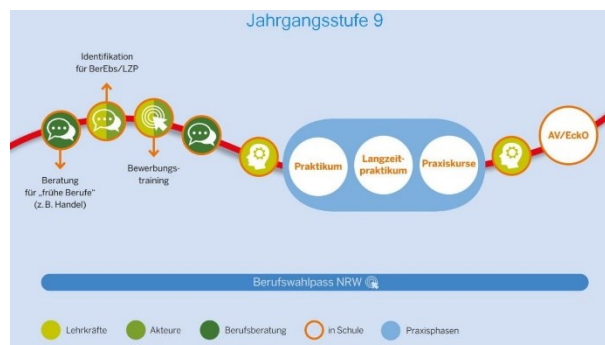 Jahrgangsstufe 9
Identifikation
für BerEbs/LZP
Beratung
für „frühe Berufe"
(z. B. Handel)
Bewerbungs-
training
Praktikum
Langzeit-
praktikum
Praxiskurse
AV/EckO
Berufswahlpass NRW
Lehrkräfte
Akteure
Berufsberatung
in Schule
Praxisphasen